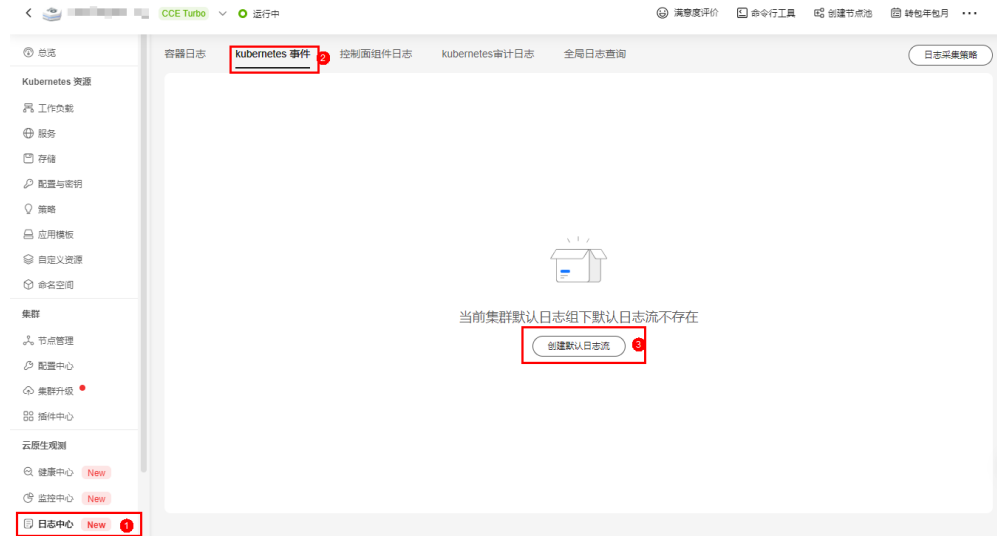 CCE Turbo 运行中 满意度评价 命令行工具 创建节点池 转包年包月
总览
容器日志 kubernetes 事件 2 控制面组件日志 kubernetes审计日志 全局日志查询 日志采集策略
Kubernetes 资源
工作负载
服务
存储
配置与密钥
策略
应用模板
自定义资源
命名空间
当前集群默认日志组下默认日志流不存在
创建默认日志流 3
集群
节点管理
配置中心
集群升级
插件中心
云原生观测
健康中心 New
监控中心 New
日志中心 New 1